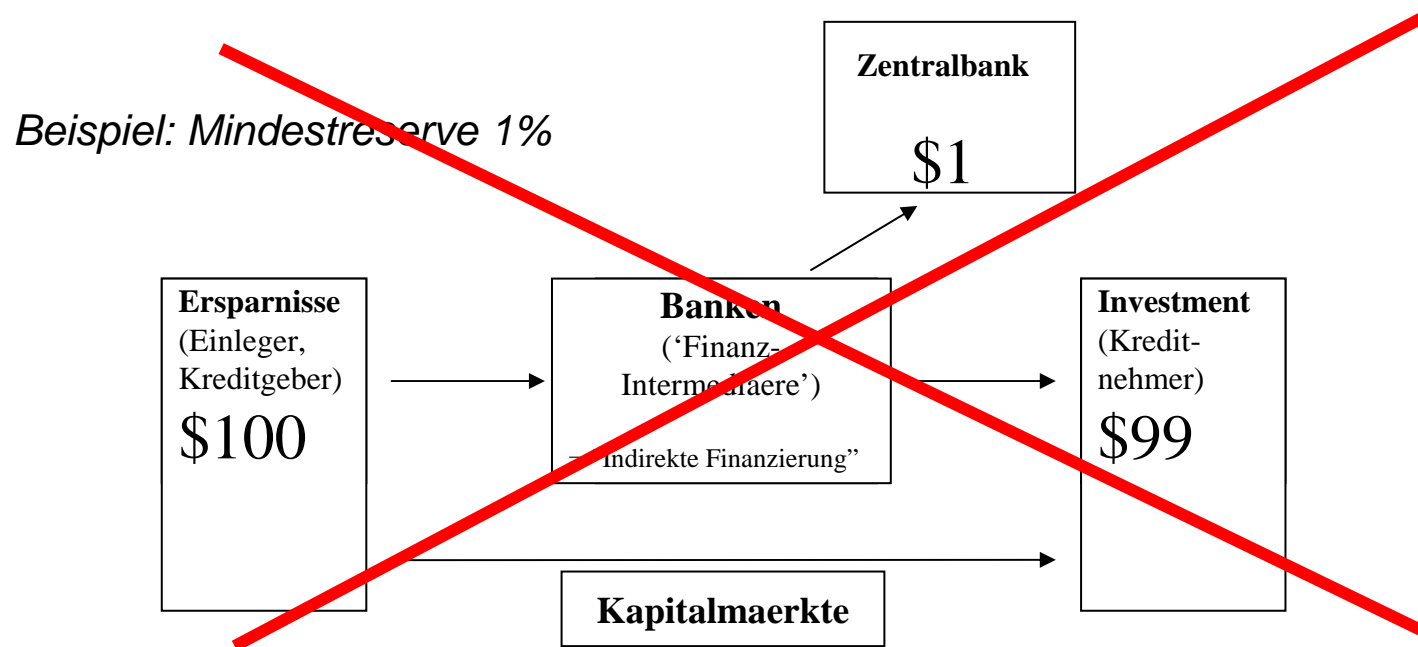 Zentralbank
$1
Beispiel: Mindestreserve 1%
Ersparnisse
(Einleger,
Kreditgeber)
$100
Banken
(‘Finanz-
Intermediaere’)
Indirekte Finanzierung”
Investment
(Kredit-
nehmer)
$99
Kapitalmaerkte